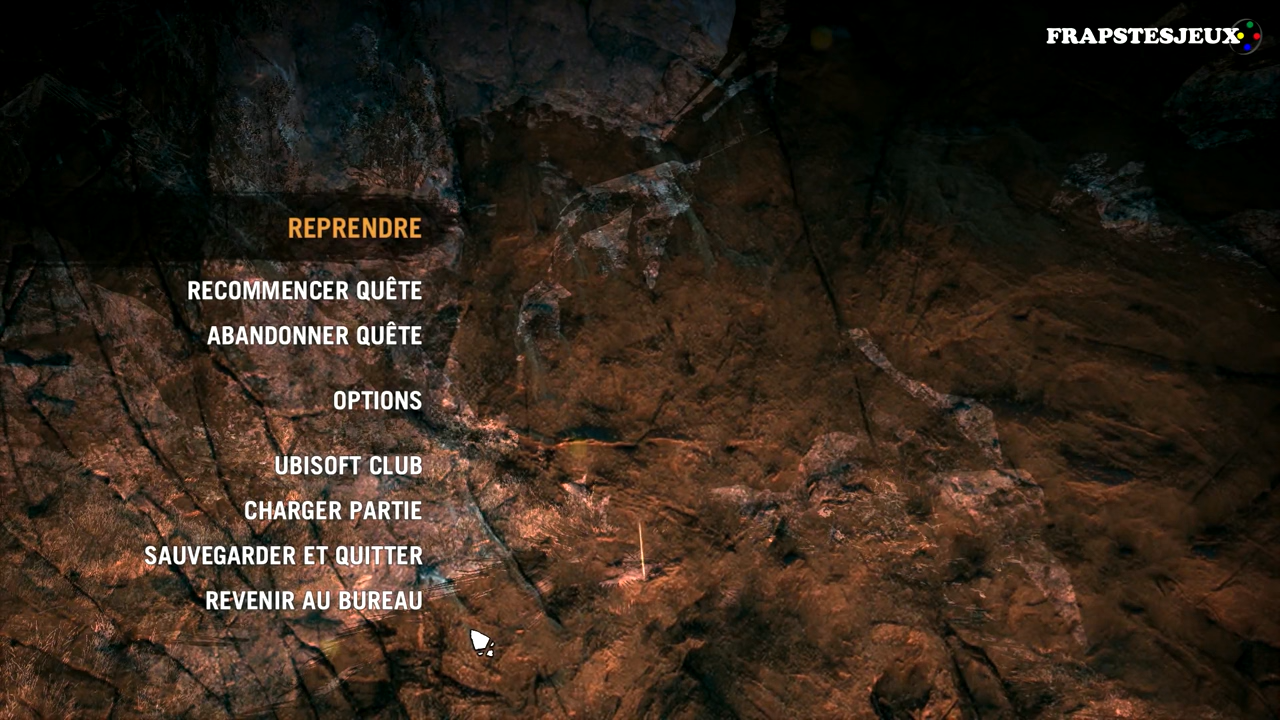 FRAPSTESJEUX
REPRENDRE
RECOMMENCER QUÊTE
ABANDONNER QUÊTE
OPTIONS
UBISOFT CLUB
CHARGER PARTIE
SAUVEGARDER ET QUITTER
REVENIR AU BUREAU